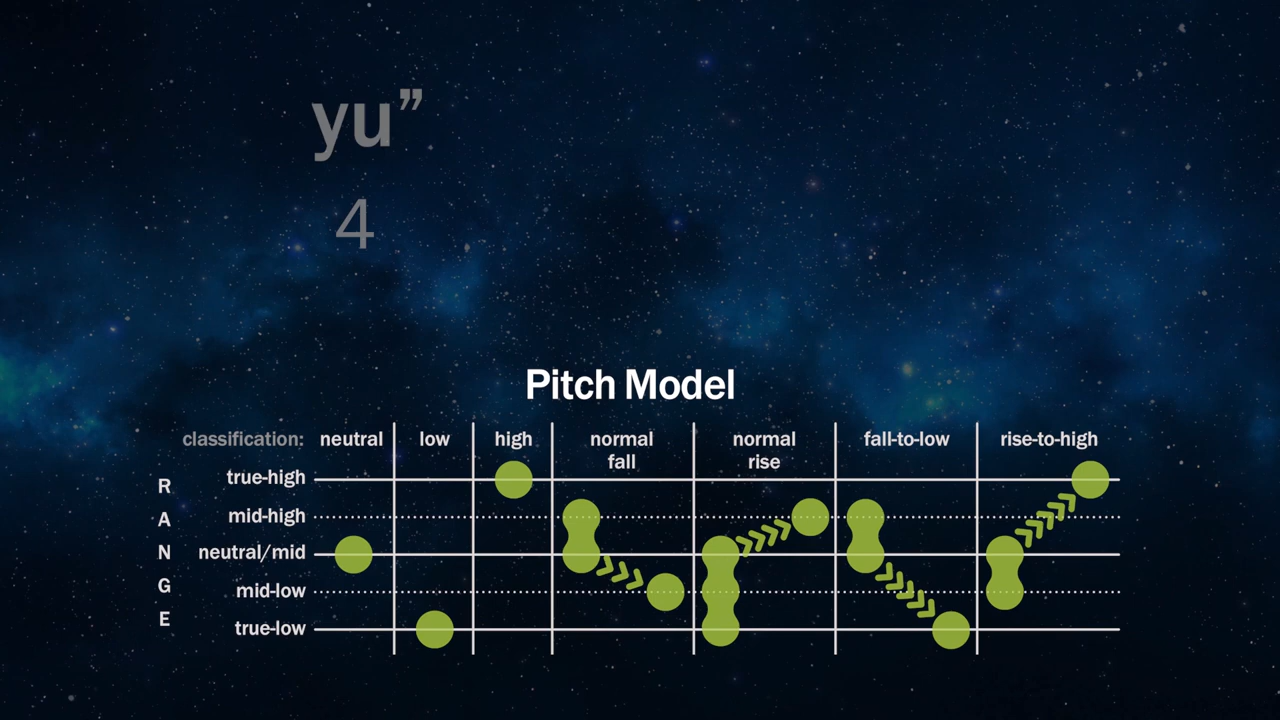 yu”
4
Pitch Model
classification: neutral low high normal fall normal rise fall-to-low rise-to-high
RANGE
true-high
mid-high
neutral/mid
mid-low
true-low